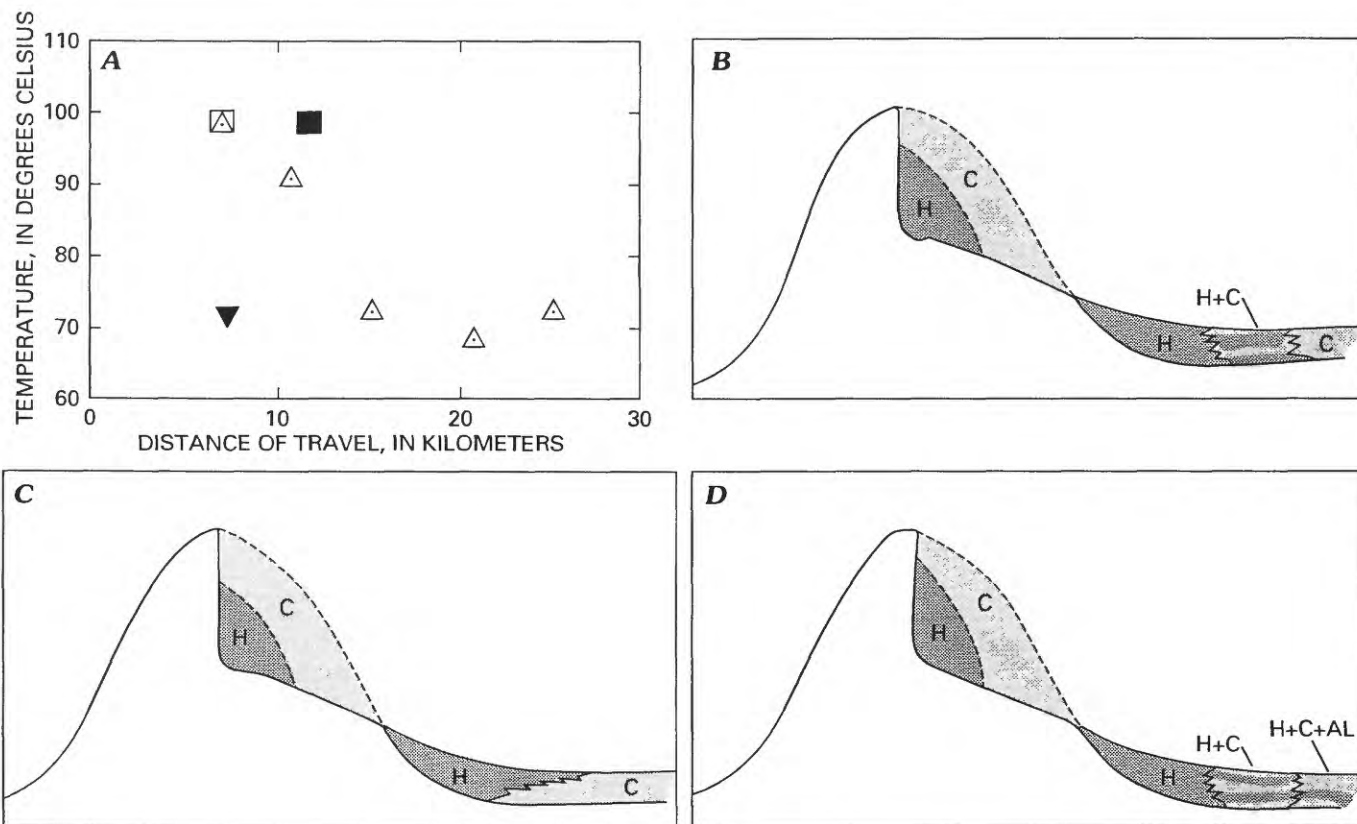 A
TEMPERATURE, IN DEGREES CELSIUS
110
100
90
80
70
60
0
10
20
30
DISTANCE OF TRAVEL, IN KILOMETERS
B
C
H
H+C
H
C
C
C
H
H
C
D
C
H
H+C
H+C+AL
H